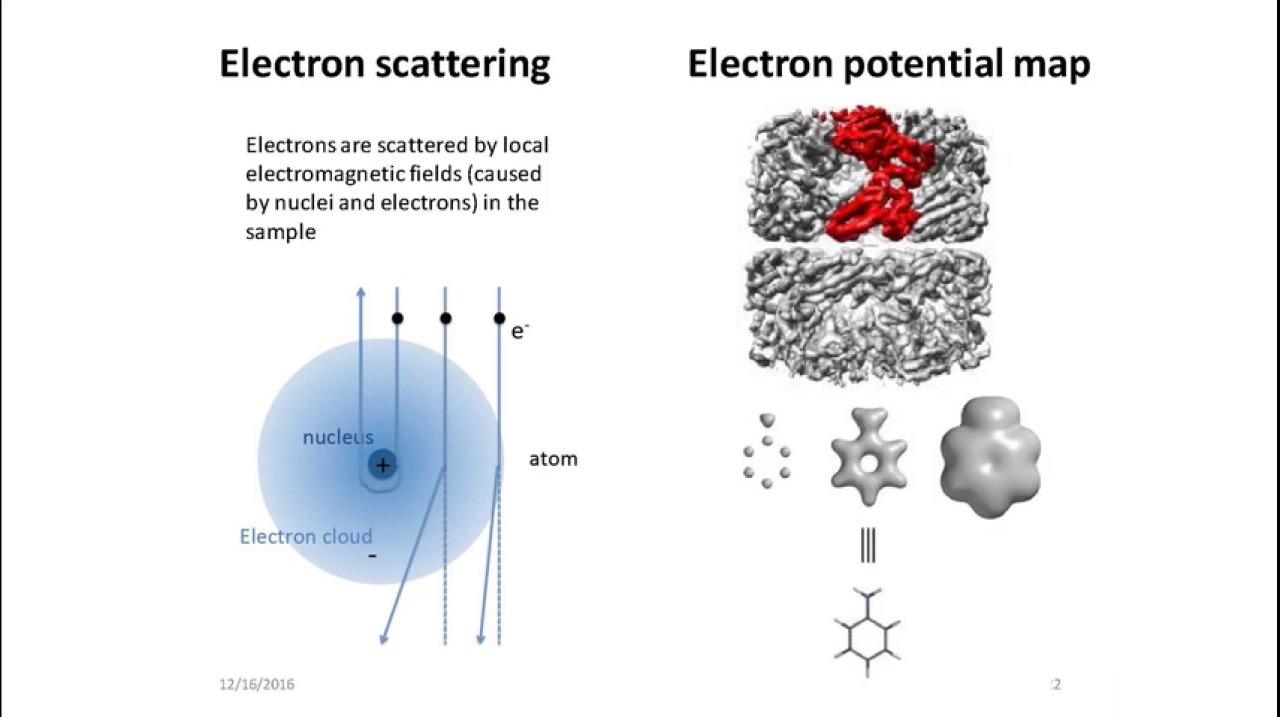 Electron scattering
Electrons are scattered by local
electromagnetic fields (caused
by nuclei and electrons) in the
sample
e⁻
nucleus
+
atom
Electron cloud
-
Electron potential map
12/16/2016